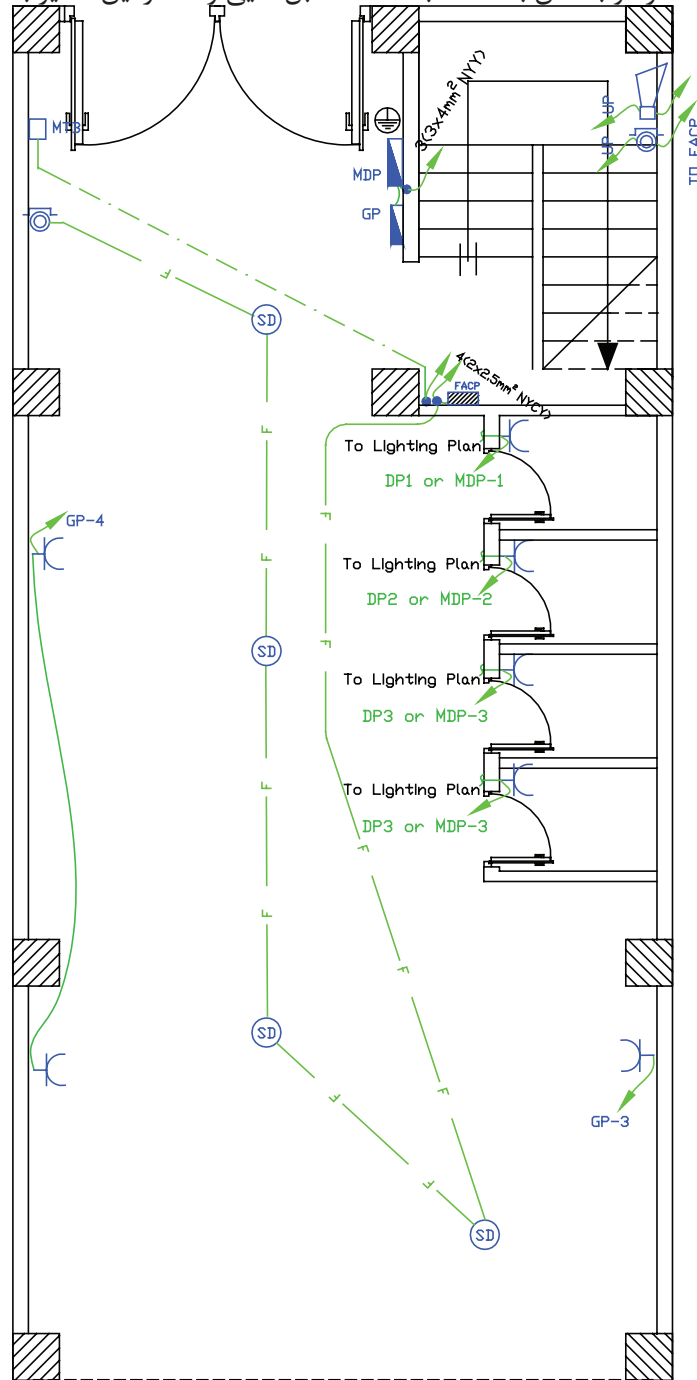 MTB
UP
UP
TO FACP
3(3x4mm² NYY)
MDP
GP
F
SD
4(2x2.5mm² NYCY)
FACP
F
To Lighting Plan
DP1 or MDP-1
F
GP-4
F
To Lighting Plan
DP2 or MDP-2
F
SD
To Lighting Plan
DP3 or MDP-3
F
To Lighting Plan
DP3 or MDP-3
F
F
F
SD
F
F
GP-3
F
SD